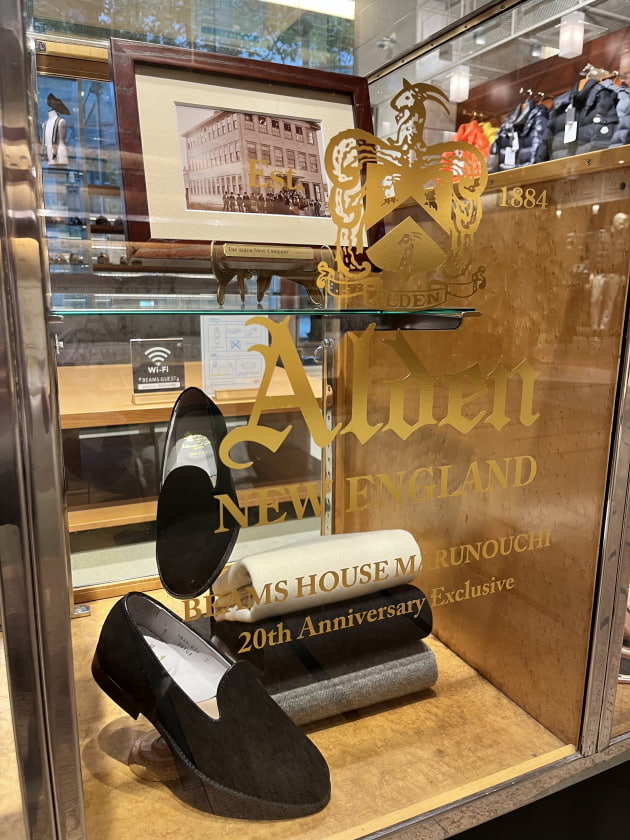 Est.
1884
ALDEN
The Alden Shoe Company
Alden
NEW ENGLAND
BEAMS HOUSE MARUNOUCHI
20th Anniversary Exclusive
Wi-Fi
BEAMS GUEST